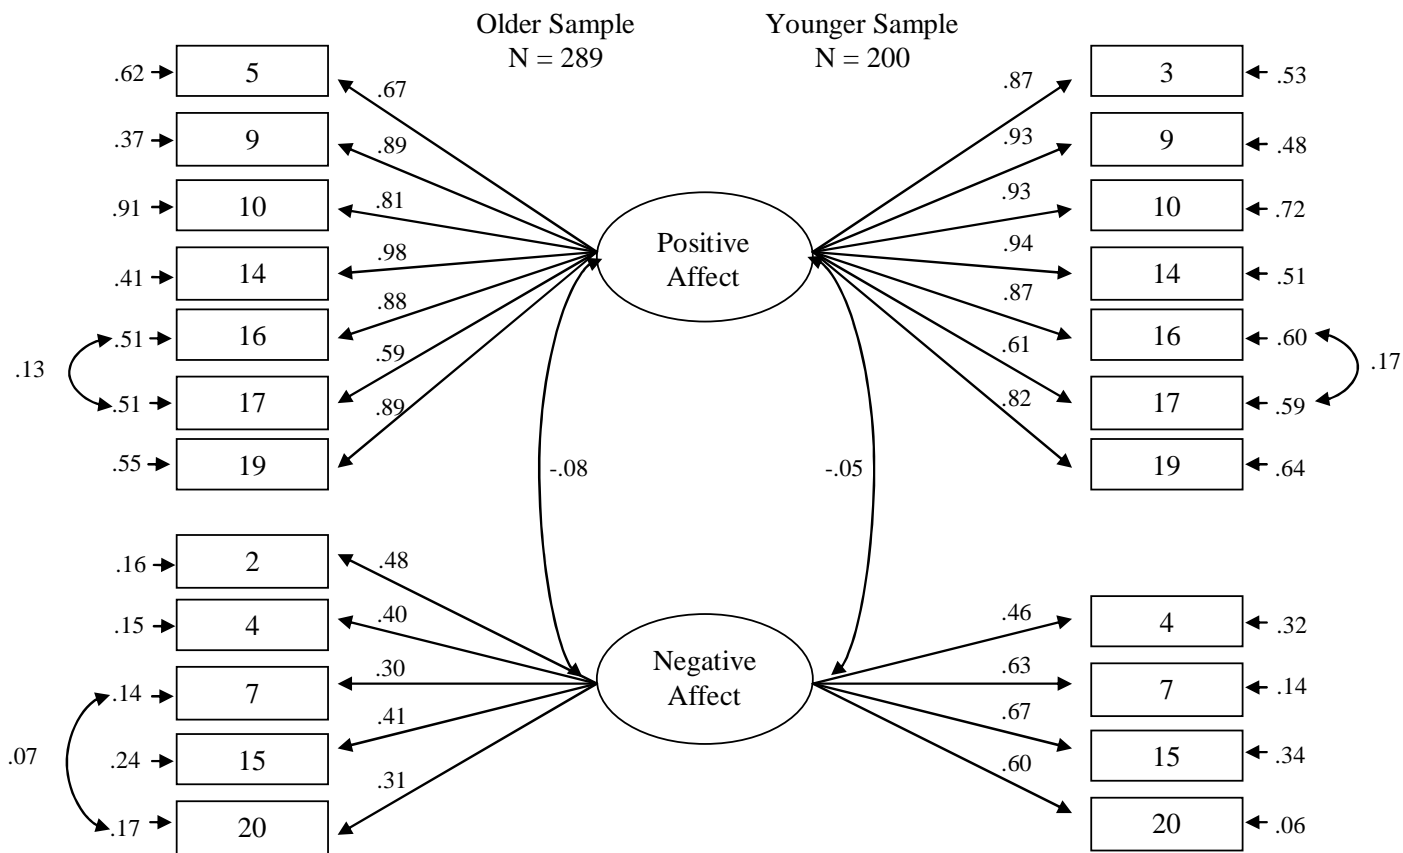 Older Sample
N = 289
Younger Sample
N = 200
.62 5 .67
.37 9 .89
.91 10 .81
.41 14 .98
.51 16 .88
.51 17 .59
.55 19 .89
.13
Positive
Affect
.87 3 .53
.93 9 .48
.93 10 .72
.94 14 .51
.87 16 .60
.61 17 .59
.82 19 .64
.17
-.08
-.05
.16 2 .48
.15 4 .40
.14 7 .30
.24 15 .41
.17 20 .31
.07
Negative
Affect
.46 4 .32
.63 7 .14
.67 15 .34
.60 20 .06